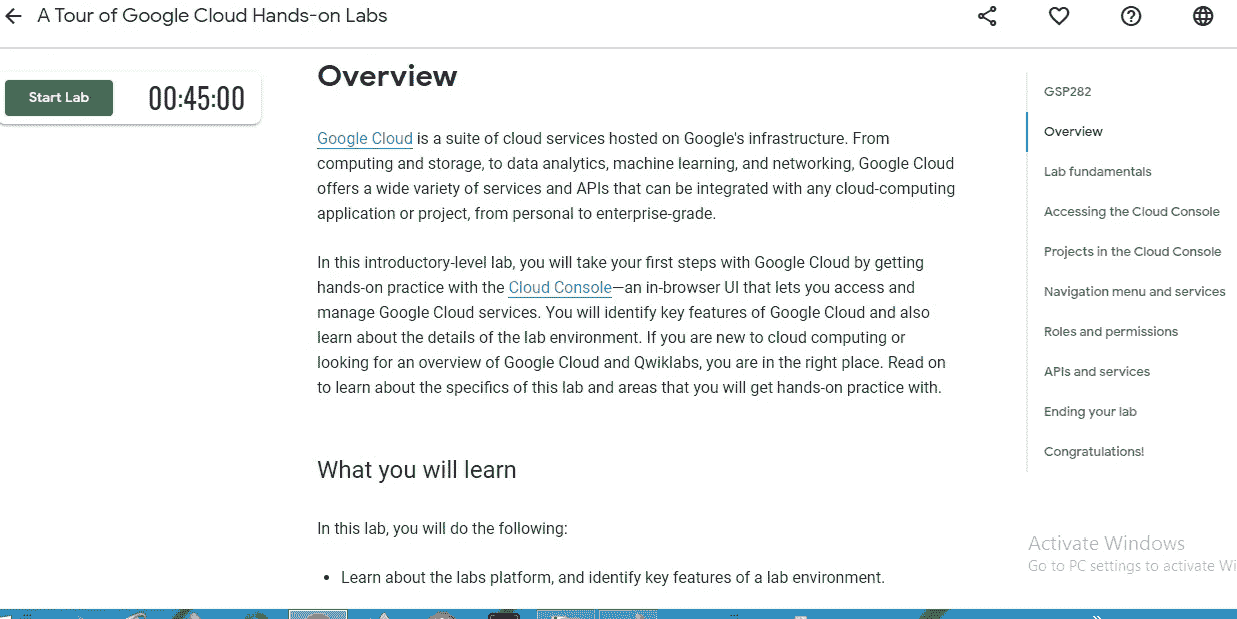 A Tour of Google Cloud Hands-on Labs
Start Lab
00:45:00
Overview
Google Cloud is a suite of cloud services hosted on Google's infrastructure. From
computing and storage, to data analytics, machine learning, and networking, Google Cloud
offers a wide variety of services and APIs that can be integrated with any cloud-computing
application or project, from personal to enterprise-grade.
In this introductory-level lab, you will take your first steps with Google Cloud by getting
hands-on practice with the Cloud Console—an in-browser UI that lets you access and
manage Google Cloud services. You will identify key features of Google Cloud and also
learn about the details of the lab environment. If you are new to cloud computing or
looking for an overview of Google Cloud and Qwiklabs, you are in the right place. Read on
to learn about the specifics of this lab and areas that you will get hands-on practice with.
What you will learn
In this lab, you will do the following:
• Learn about the labs platform, and identify key features of a lab environment.
GSP282
Overview
Lab fundamentals
Accessing the Cloud Console
Projects in the Cloud Console
Navigation menu and services
Roles and permissions
APIs and services
Ending your lab
Congratulations!
Activate Windows
Go to PC settings to activate Wi